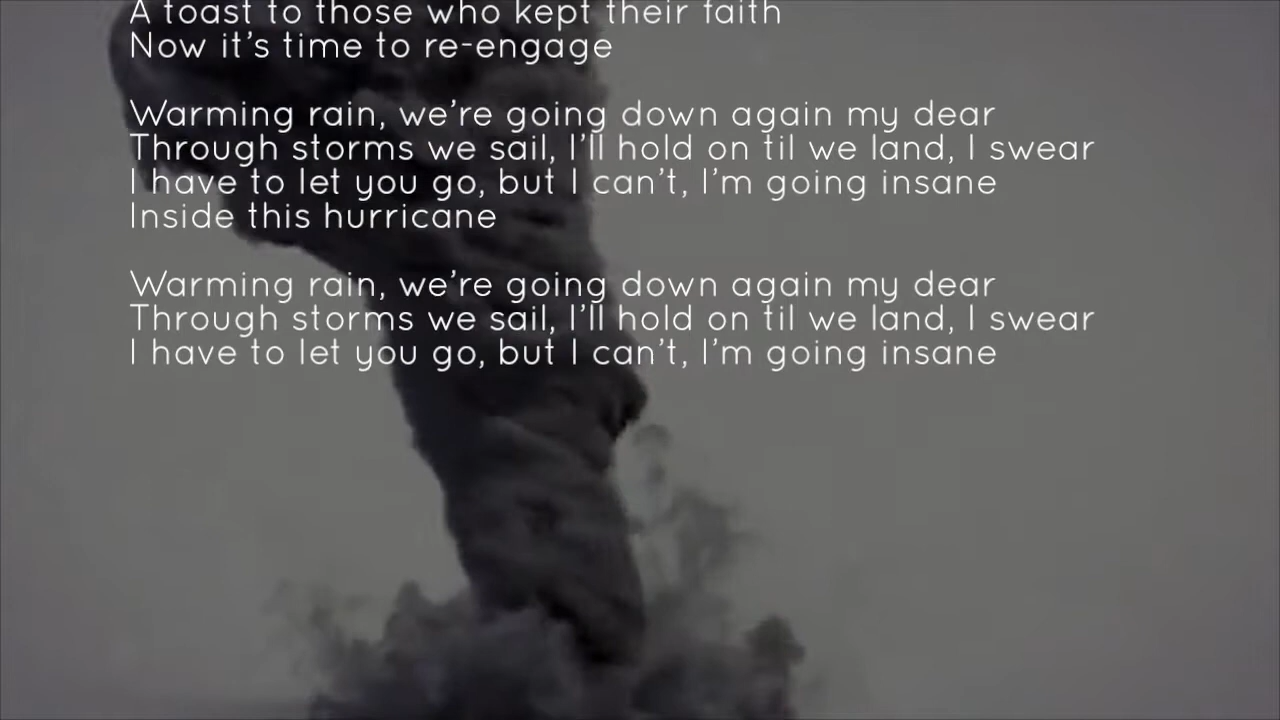 A toast to those who kept their faith
Now it's time to re-engage
Warming rain, we're going down again my dear
Through storms we sail, I'll hold on til we land, I swear
I have to let you go, but I can't, I'm going insane
Inside this hurricane
Warming rain, we're going down again my dear
Through storms we sail, I'll hold on til we land, I swear
I have to let you go, but I can't, I'm going insane